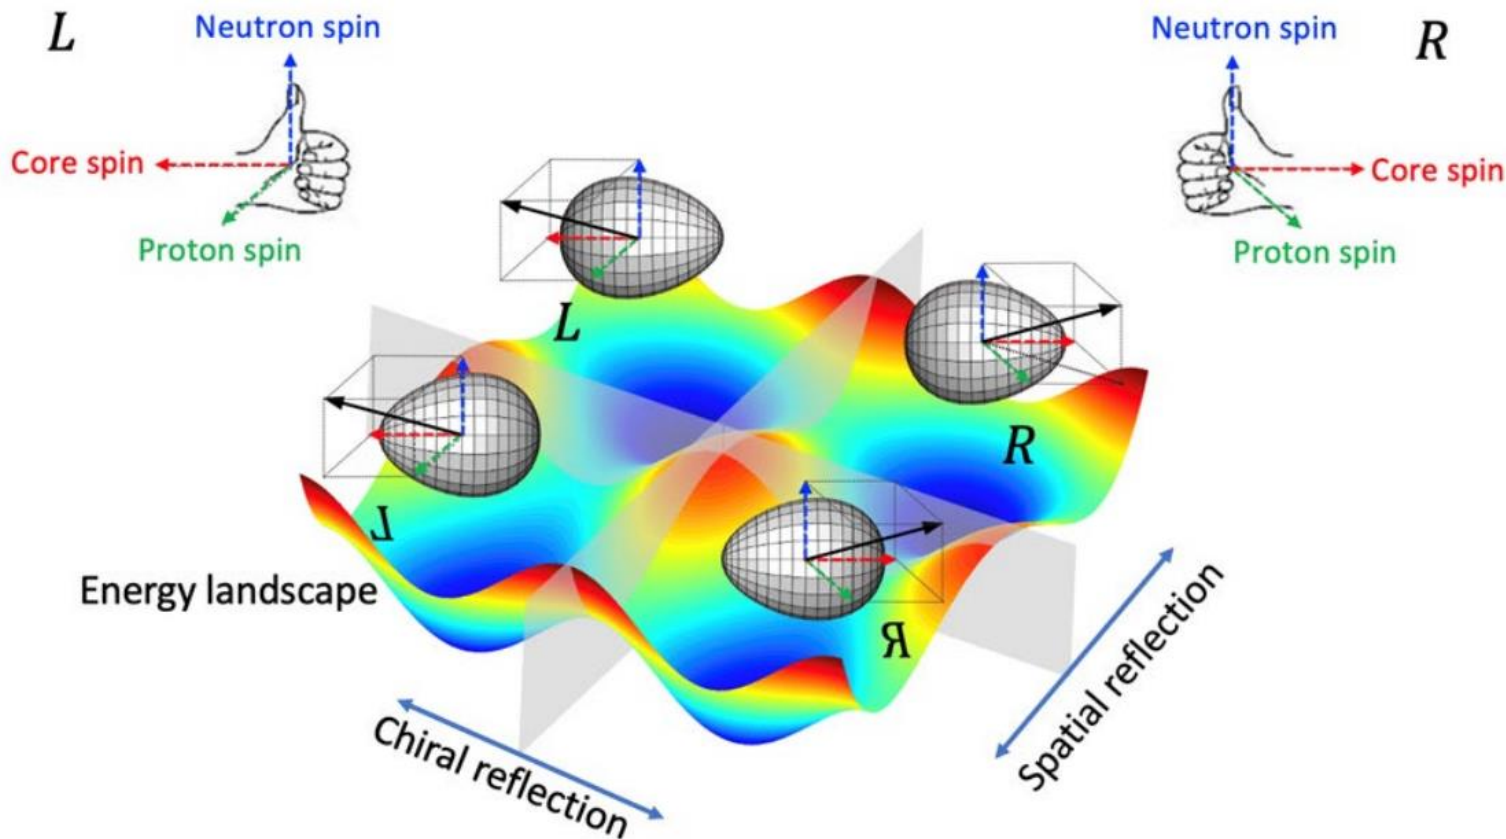 L
Neutron spin
Core spin
Proton spin
Neutron spin
R
Core spin
Proton spin
L
R
L
R
Energy landscape
Chiral reflection
Spatial reflection